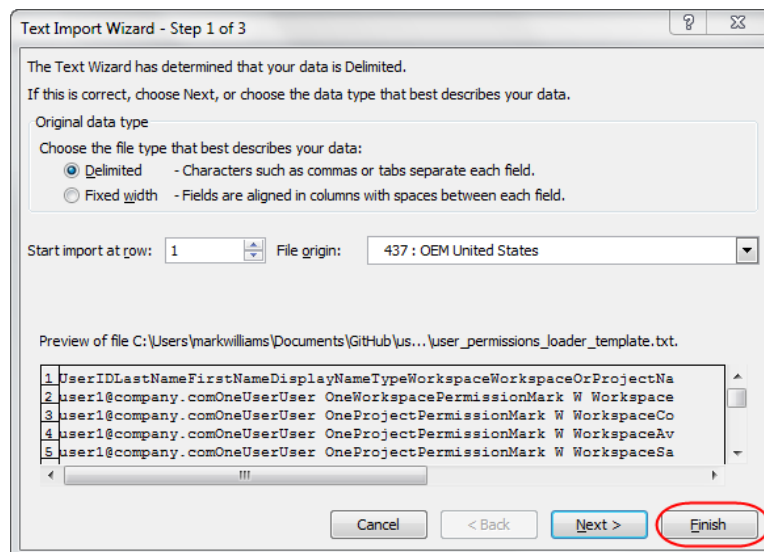 Text Import Wizard - Step 1 of 3
The Text Wizard has determined that your data is Delimited.
If this is correct, choose Next, or choose the data type that best describes your data.
Original data type
Choose the file type that best describes your data:
Delimited - Characters such as commas or tabs separate each field.
Fixed width - Fields are aligned in columns with spaces between each field.
Start import at row: 1 File origin: 437 : OEM United States
Preview of file C:\Users\markwilliams\Documents\GitHub\us...\user_permissions_loader_template.txt.
1 UserIDLastNameFirstNameDisplayNameTypeWorkspaceWorkspaceOrProjectNa
2 user1@company.comOneUserUser OneWorkspacePermissionMark W Workspace
3 user1@company.comOneUserUser OneProjectPermissionMark W WorkspaceCo
4 user1@company.comOneUserUser OneProjectPermissionMark W WorkspaceAv
5 user1@company.comOneUserUser OneProjectPermissionMark W WorkspaceSa
Cancel < Back Next > Finish